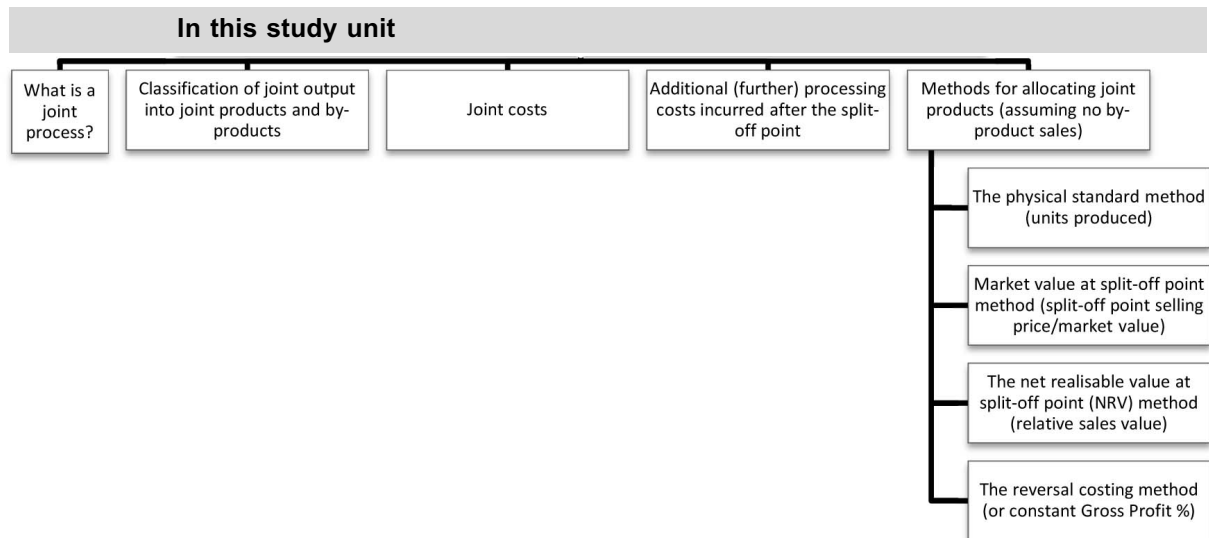 In this study unit
What is a
joint
process?
Classification of joint output
into joint products and by-
products
Joint costs
Additional (further) processing
costs incurred after the split-
off point
Methods for allocating joint
products (assuming no by-
product sales)
The physical standard method
(units produced)
Market value at split-off point
method (split-off point selling
price/market value)
The net realisable value at
split-off point (NRV) method
(relative sales value)
The reversal costing method
(or constant Gross Profit %)